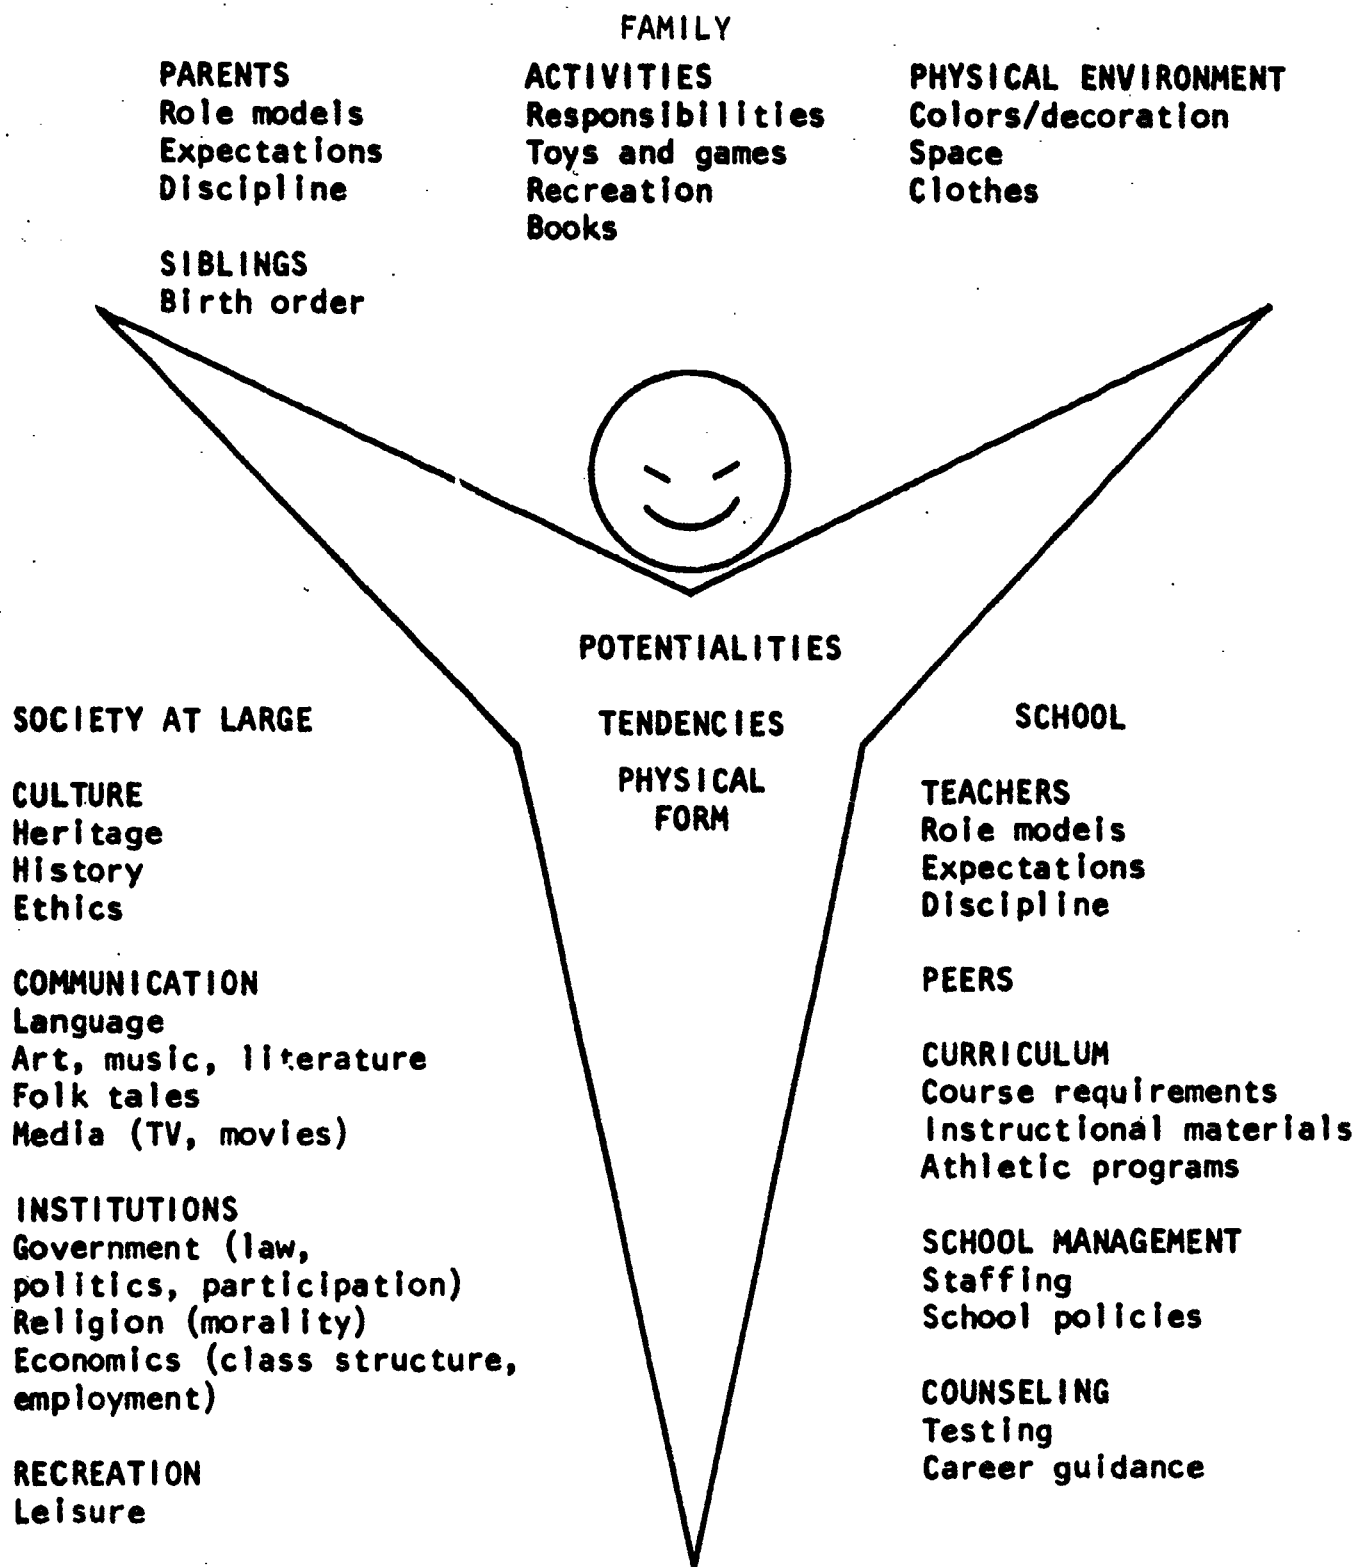 FAMILY
PARENTS
Role models
Expectations
Discipline
SIBLINGS
Birth order
ACTIVITIES
Responsibilities
Toys and games
Recreation
Books
PHYSICAL ENVIRONMENT
Colors/decoration
Space
Clothes
POTENTIALITIES
TENDENCIES
PHYSICAL
FORM
SOCIETY AT LARGE
CULTURE
Heritage
History
Ethics
COMMUNICATION
Language
Art, music, literature
Folk tales
Media (TV, movies)
INSTITUTIONS
Government (law,
politics, participation)
Religion (morality)
Economics (class structure,
employment)
RECREATION
Leisure
SCHOOL
TEACHERS
Role models
Expectations
Discipline
PEERS
CURRICULUM
Course requirements
Instructional materials
Athletic programs
SCHOOL MANAGEMENT
Staffing
School policies
COUNSELING
Testing
Career guidance